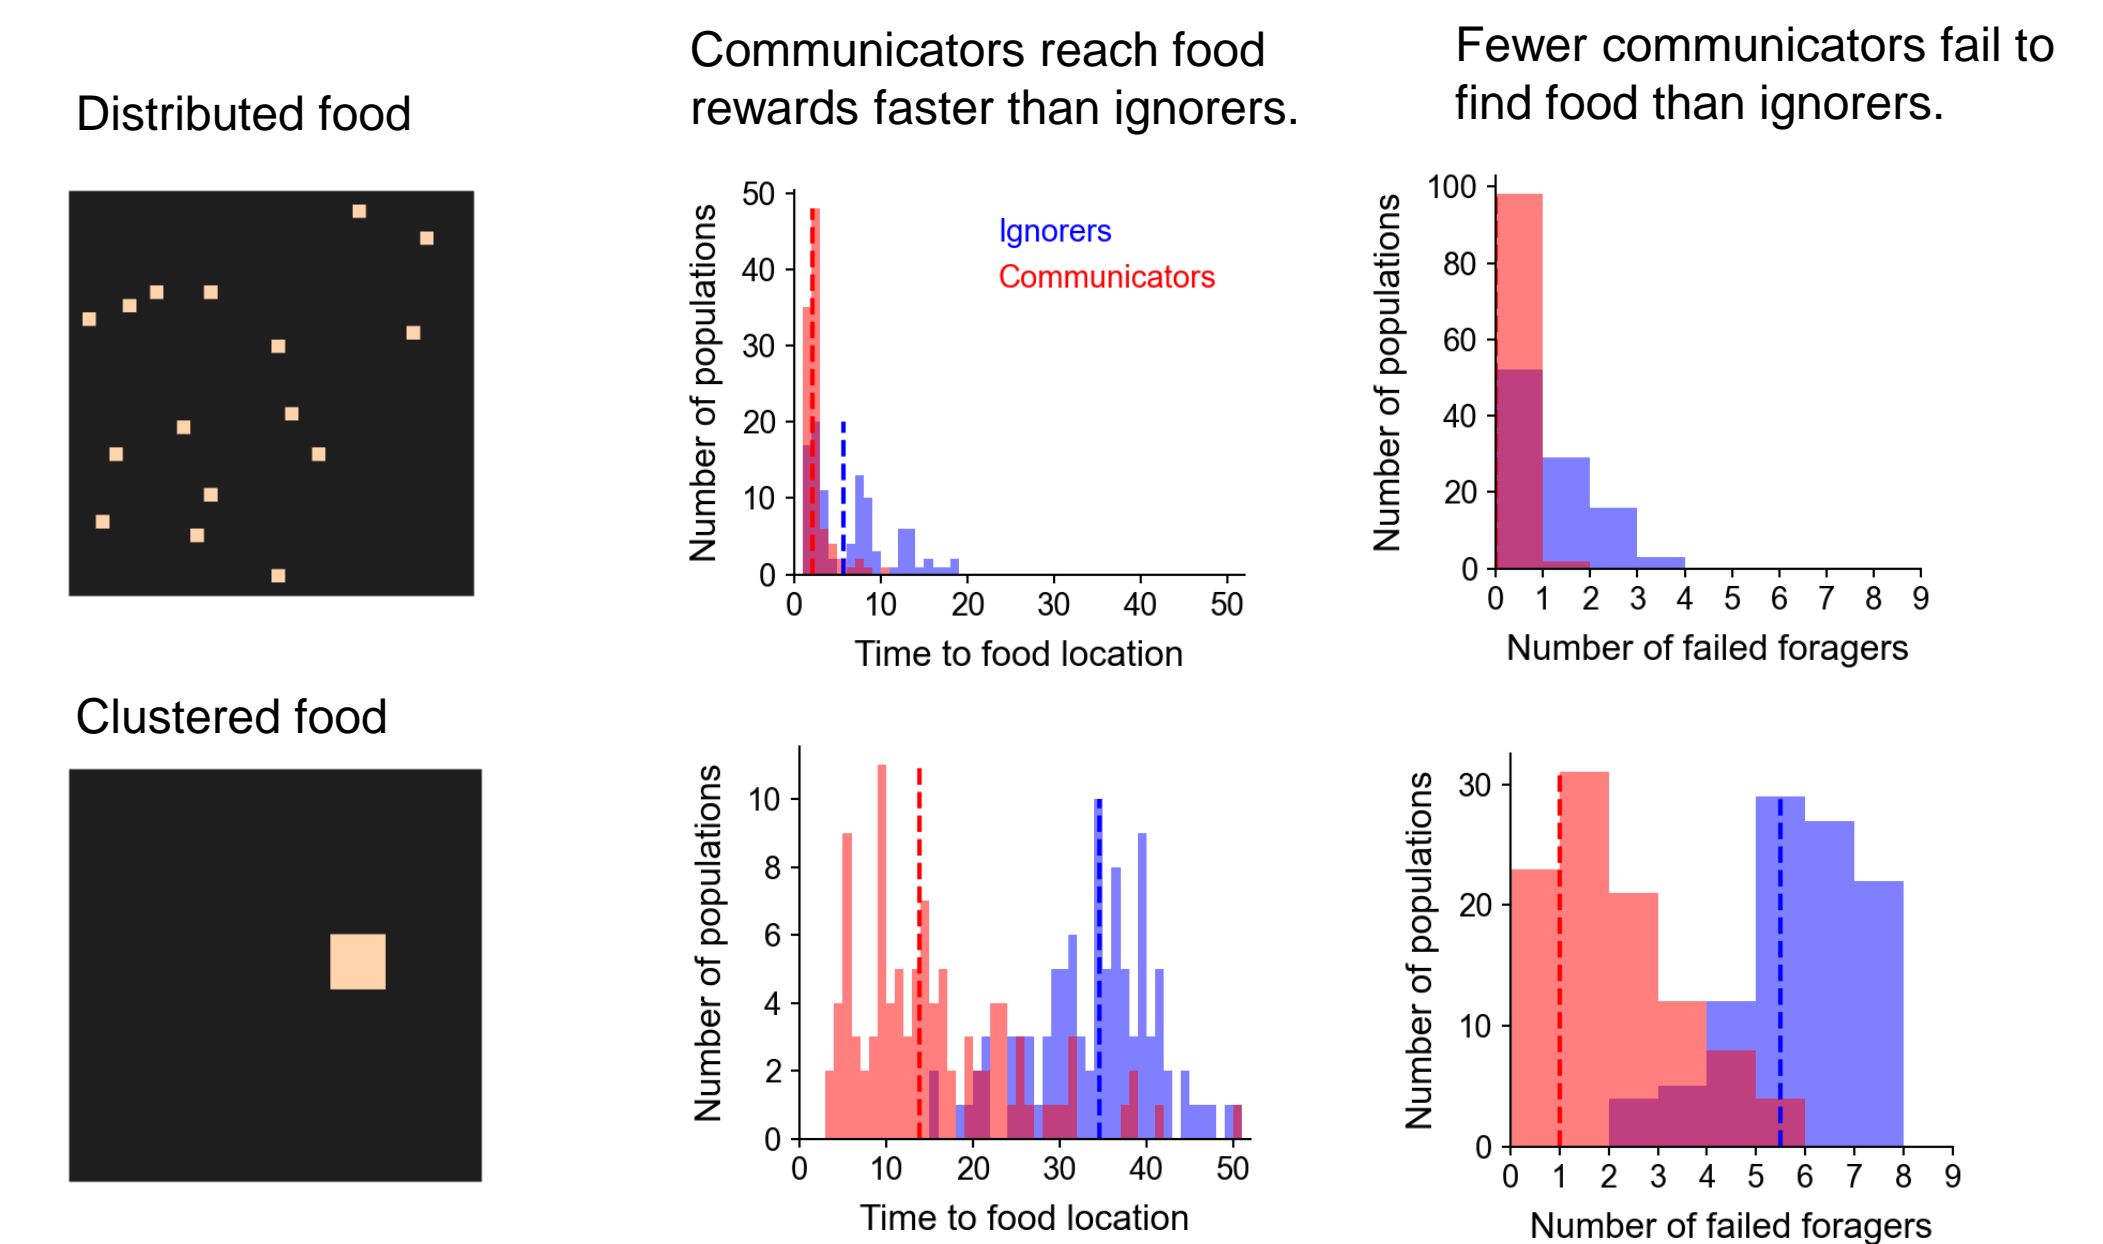 Communicators reach food
rewards faster than ignorers.
Fewer communicators fail to
find food than ignorers.
Distributed food
Number of populations
50
40
30
20
10
0
Ignorers
Communicators
0 10 20 30 40 50
Time to food location
Number of populations
100
80
60
40
20
0
0 1 2 3 4 5 6 7 8 9
Number of failed foragers
Clustered food
Number of populations
10
8
6
4
2
0
0 10 20 30 40 50
Time to food location
Number of populations
30
20
10
0
0 1 2 3 4 5 6 7 8 9
Number of failed foragers